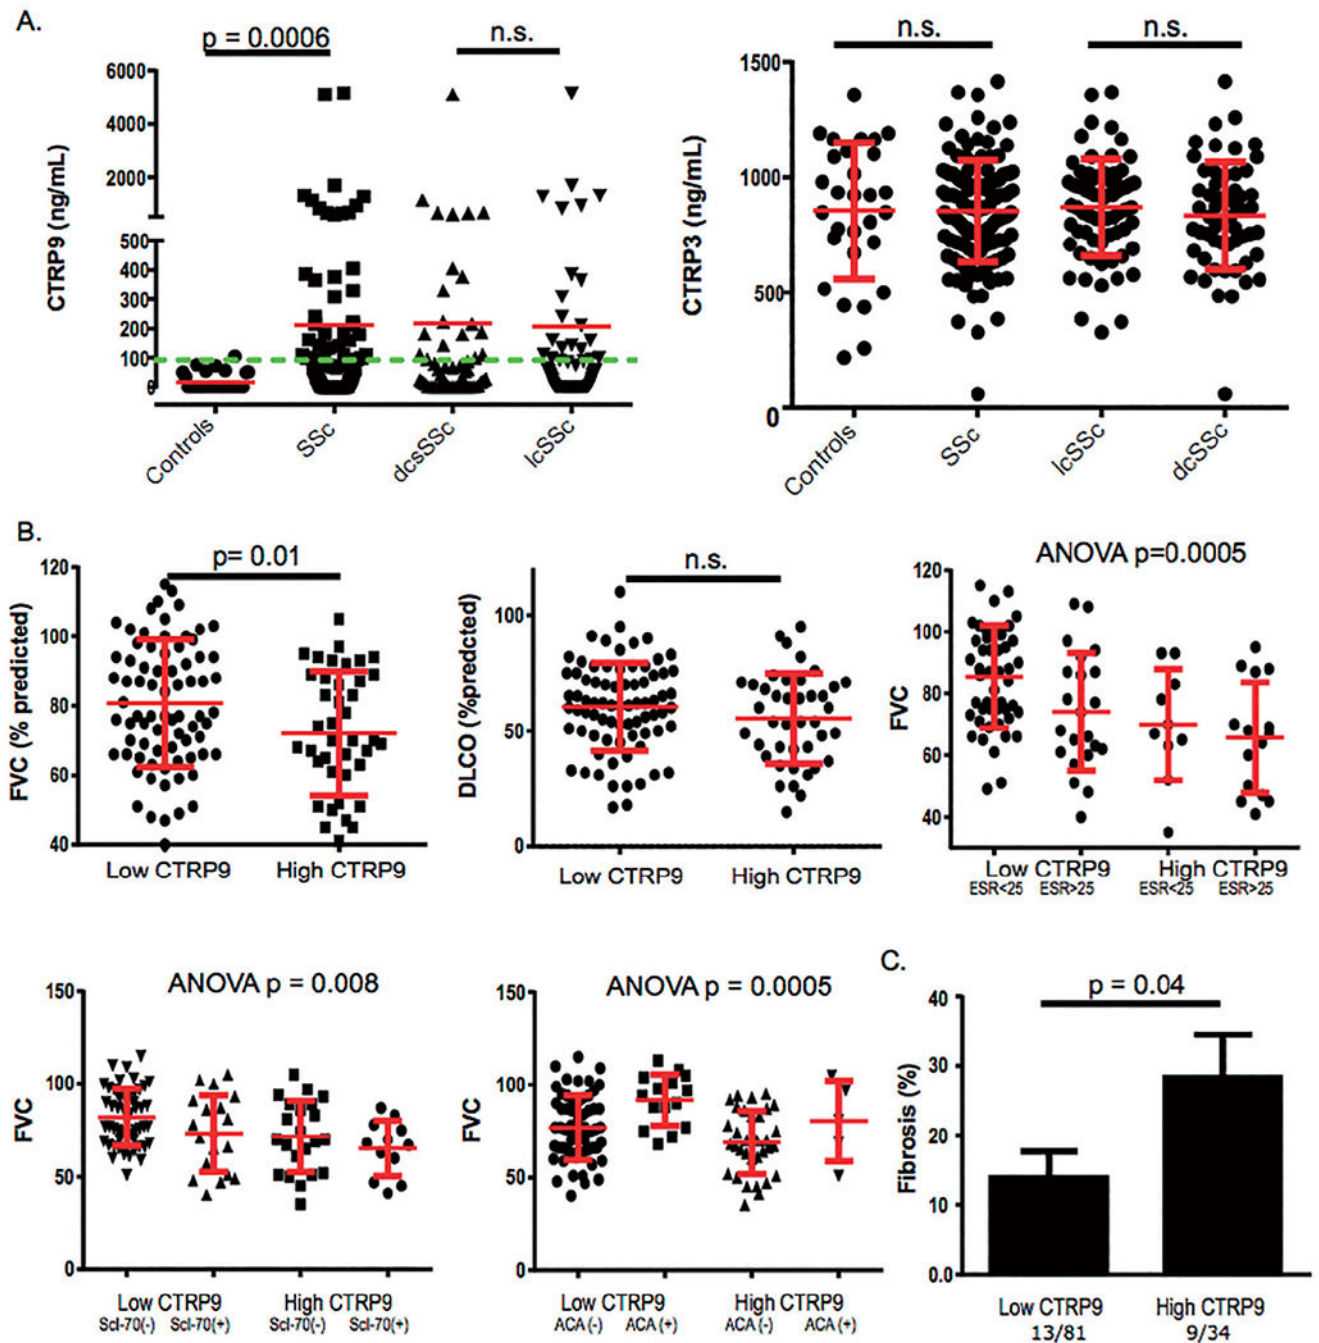 A.
p = 0.0006
n.s.
6000
4000
2000
500
400
300
200
100
0
CTRP9 (ng/mL)
Controls
SSc
dcsSSc
lcSSc
n.s.
n.s.
1500
1000
500
0
CTRP3 (ng/mL)
Controls
SSc
lcSSc
dcSSc
B.
p= 0.01
120
100
80
60
40
FVC (% predicted)
Low CTRP9
High CTRP9
n.s.
100
50
0
DLCO (%predcted)
Low CTRP9
High CTRP9
ANOVA p=0.0005
120
100
80
60
40
FVC
Low CTRP9
High CTRP9
ESR<25
ESR>25
ESR<25
ESR>25
ANOVA p = 0.008
150
100
50
0
FVC
Low CTRP9
High CTRP9
Scl-70(-)
Scl-70(+)
Scl-70(-)
Scl-70(+)
ANOVA p = 0.0005
150
100
50
0
FVC
Low CTRP9
High CTRP9
ACA (-)
ACA (+)
ACA (-)
ACA (+)
C.
p = 0.04
40
30
20
10
0.0
Fibrosis (%)
Low CTRP9
High CTRP9
13/81
9/34